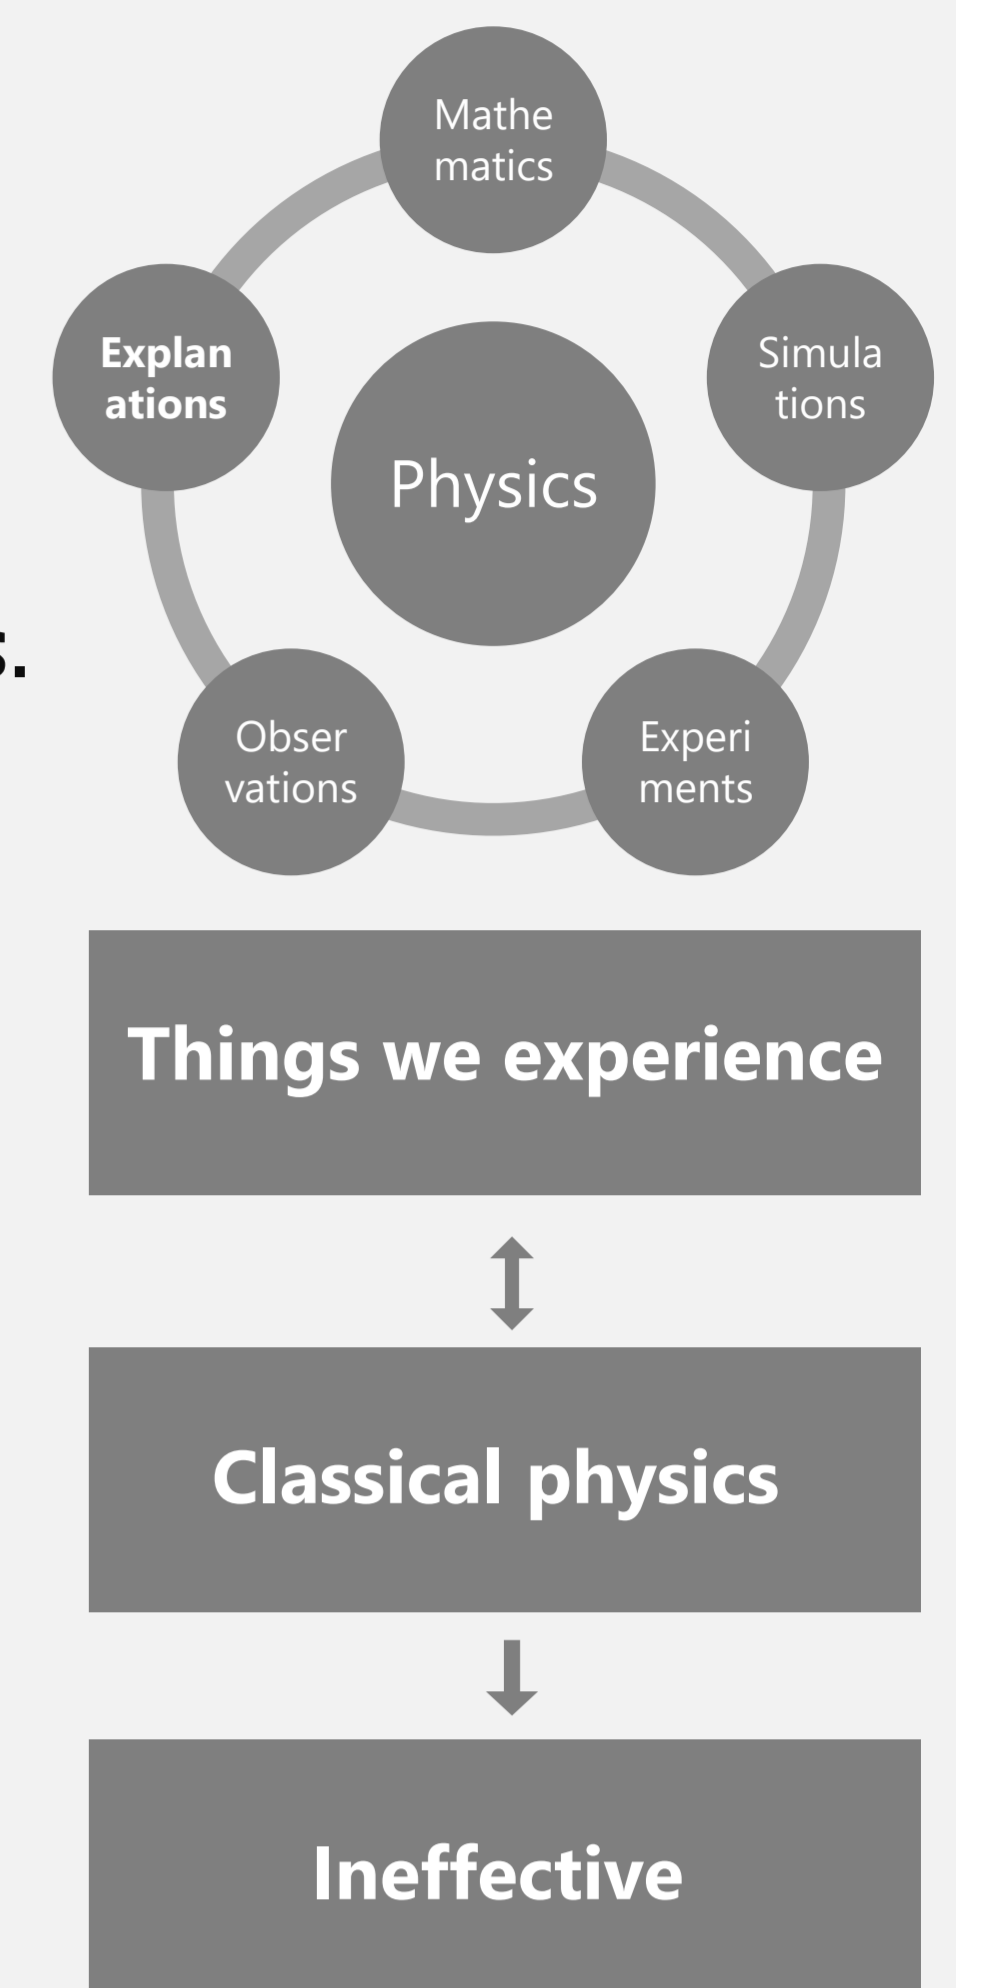 Mathe
matics
Explan
ations
Simula
tions
Physics
s.
Obser
vations
Experi
ments
Things we experience
Classical physics
Ineffective